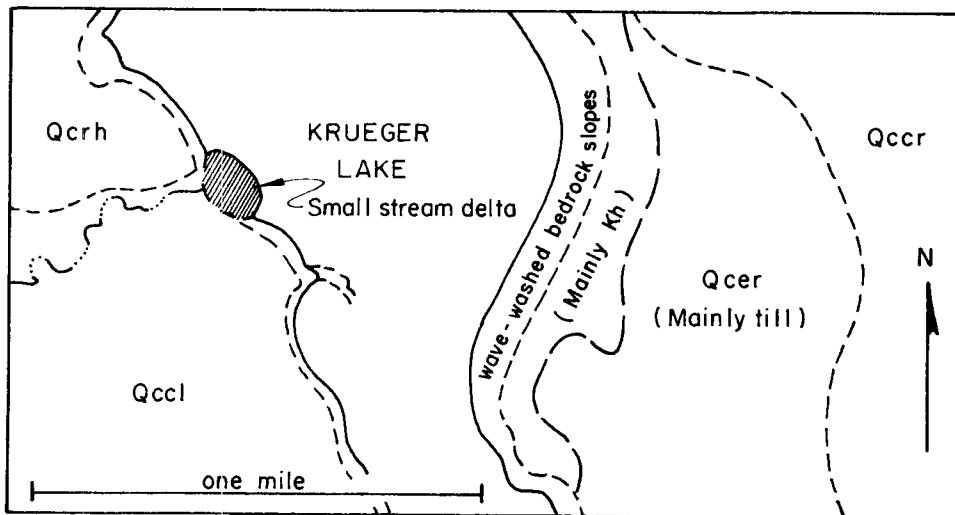 Qcrh
KRUEGER
LAKE
Small stream delta
wave-washed bedrock slopes
(Mainly Kh)
Qccr
Qcer
(Mainly till)
N
Qccl
one mile